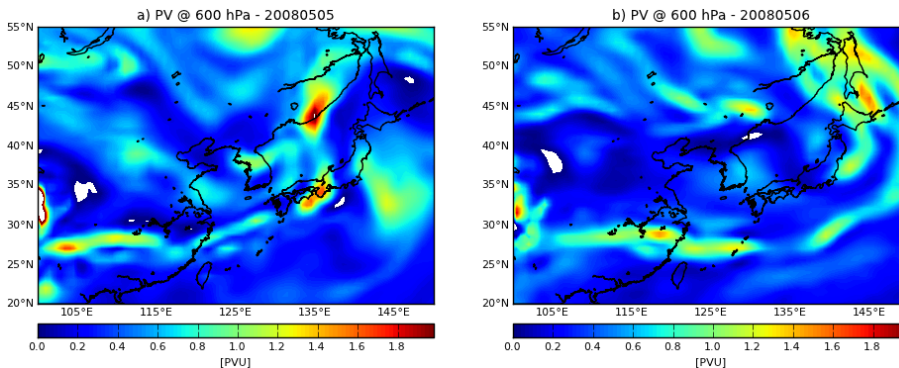 a) PV @ 600 hPa - 20080505
55°N
50°N
45°N
40°N
35°N
30°N
25°N
20°N
105°E 115°E 125°E 135°E 145°E
0.0 0.2 0.4 0.6 0.8 1.0 1.2 1.4 1.6 1.8
[PVU]
b) PV @ 600 hPa - 20080506
55°N
50°N
45°N
40°N
35°N
30°N
25°N
20°N
105°E 115°E 125°E 135°E 145°E
0.0 0.2 0.4 0.6 0.8 1.0 1.2 1.4 1.6 1.8
[PVU]